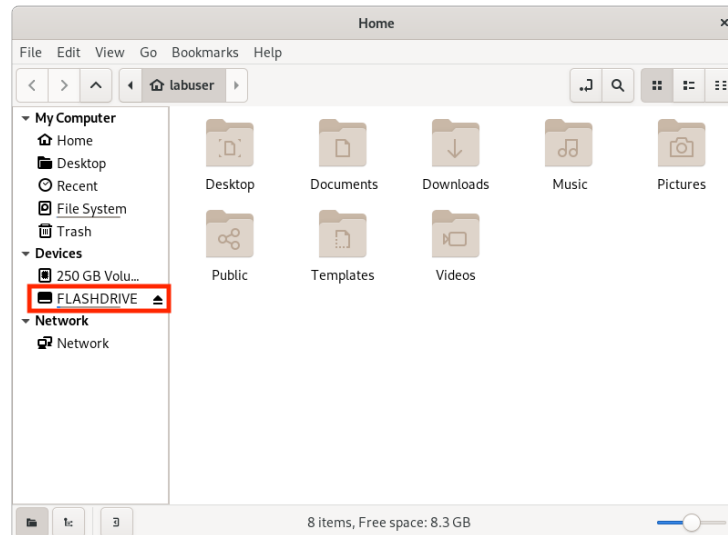 Home
File Edit View Go Bookmarks Help
labuser
My Computer
Home
Desktop
Recent
File System
Trash
Devices
250 GB Volu...
FLASHDRIVE
Network
Network
Desktop Documents Downloads Music Pictures
Public Templates Videos
8 items, Free space: 8.3 GB